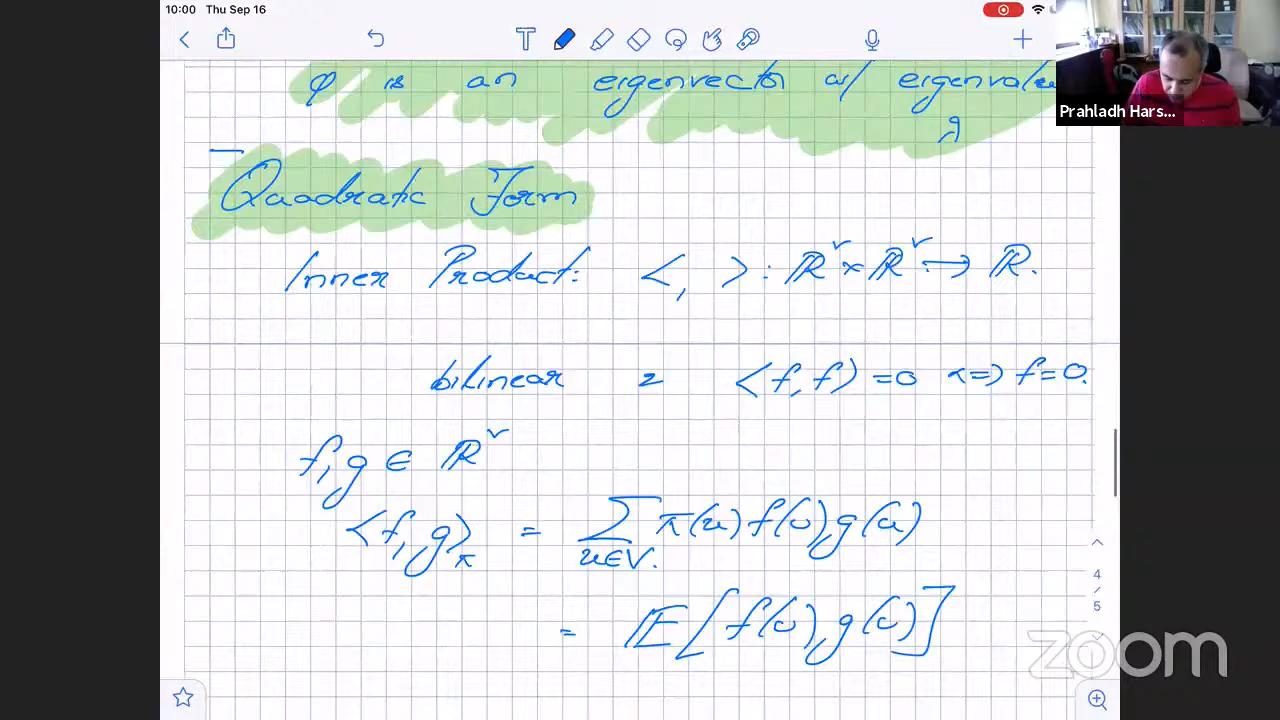 10:00 Thu Sep 16
Prahladh Hars...
φ is an eigenvector w/ eigenvalue
λ
Quadratic Form
Inner Product: < , > : ℝ^V × ℝ^V ⟼ ℝ.
bilinear & <f, f> = 0 <=> f = 0.
f, g ∈ ℝ^V
<f, g>_π = ∑_{u∈V.} π(u) f(u) g(u)
= 𝔼[f(u) g(u)]
4
/
5
zoom